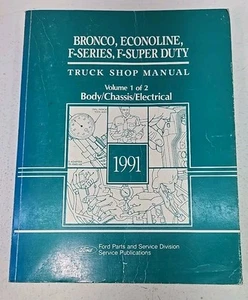 BRONCO, ECONOLINE,
F-SERIES, F-SUPER DUTY
TRUCK SHOP MANUAL
Volume 1 of 2
Body/Chassis/Electrical
1991
Ford Parts and Service Division
Service Publications